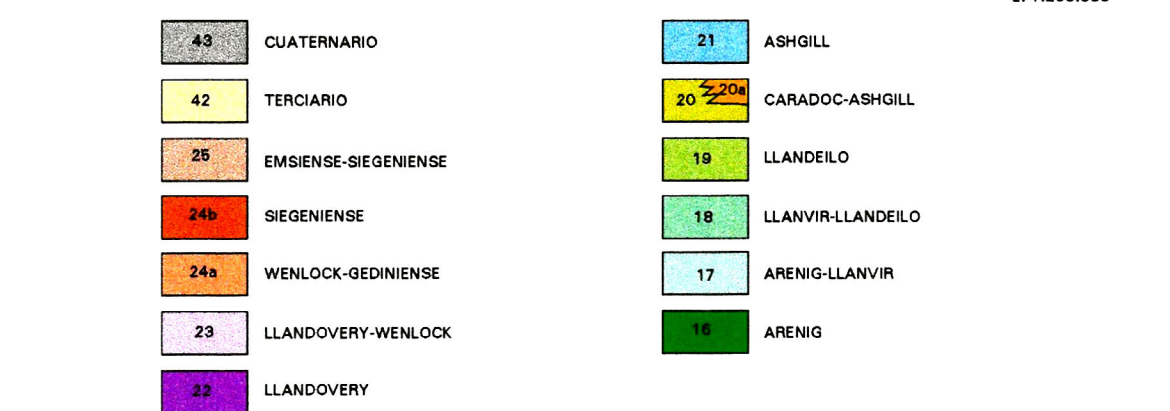 43 CUATERNARIO
42 TERCIARIO
25 EMSIENSE-SIEGENIENSE
24b SIEGENIENSE
24a WENLOCK-GEDINIENSE
23 LLANDOVERY-WENLOCK
22 LLANDOVERY
21 ASHGILL
20 20a CARADOC-ASHGILL
19 LLANDEILO
18 LLANVIR-LLANDEILO
17 ARENIG-LLANVIR
16 ARENIG